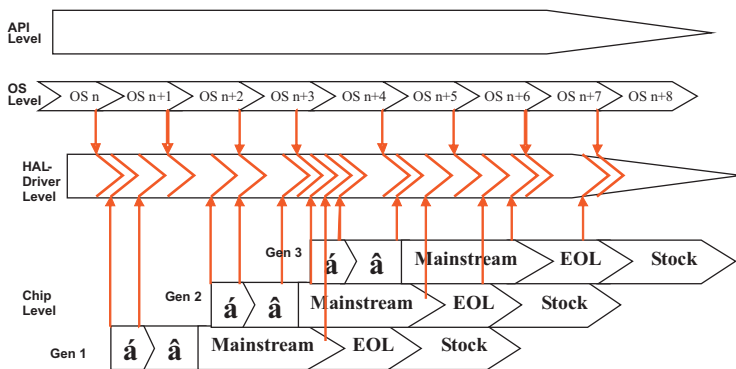 API
Level
OS
Level
OS n
OS n+1
OS n+2
OS n+3
OS n+4
OS n+5
OS n+6
OS n+7
OS n+8
HAL-
Driver
Level
Chip
Level
Gen 3
á
â
Mainstream
EOL
Stock
Gen 2
á
â
Mainstream
EOL
Stock
Gen 1
á
â
Mainstream
EOL
Stock